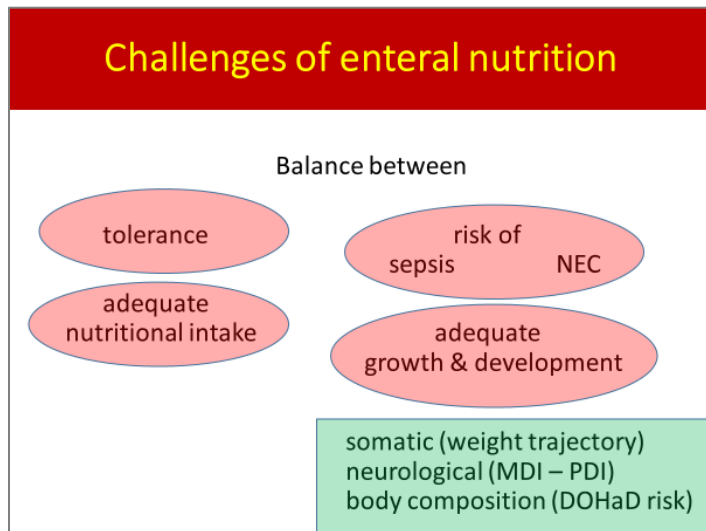 Challenges of enteral nutrition
Balance between
tolerance
adequate
nutritional intake
risk of
sepsis NEC
adequate
growth & development
somatic (weight trajectory)
neurological (MDI – PDI)
body composition (DOHaD risk)